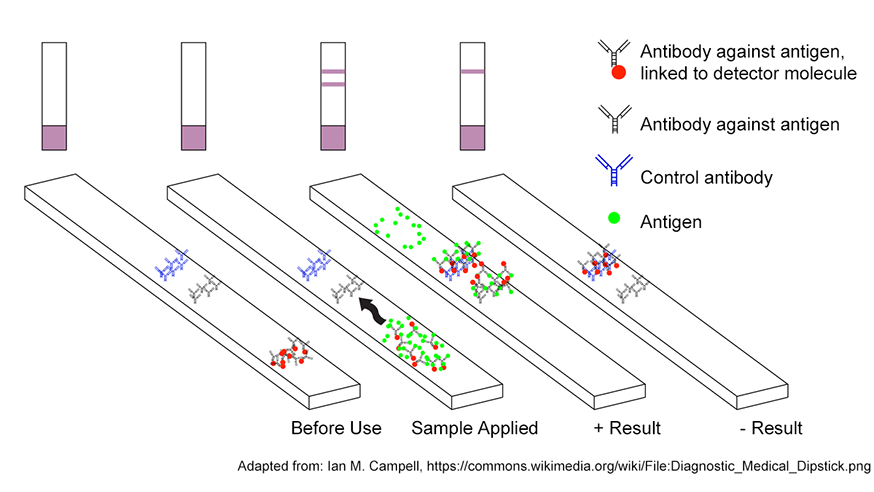 Antibody against antigen,
linked to detector molecule
Antibody against antigen
Control antibody
Antigen
Before Use
Sample Applied
+ Result
- Result
Adapted from: Ian M. Campell, https://commons.wikimedia.org/wiki/File:Diagnostic_Medical_Dipstick.png